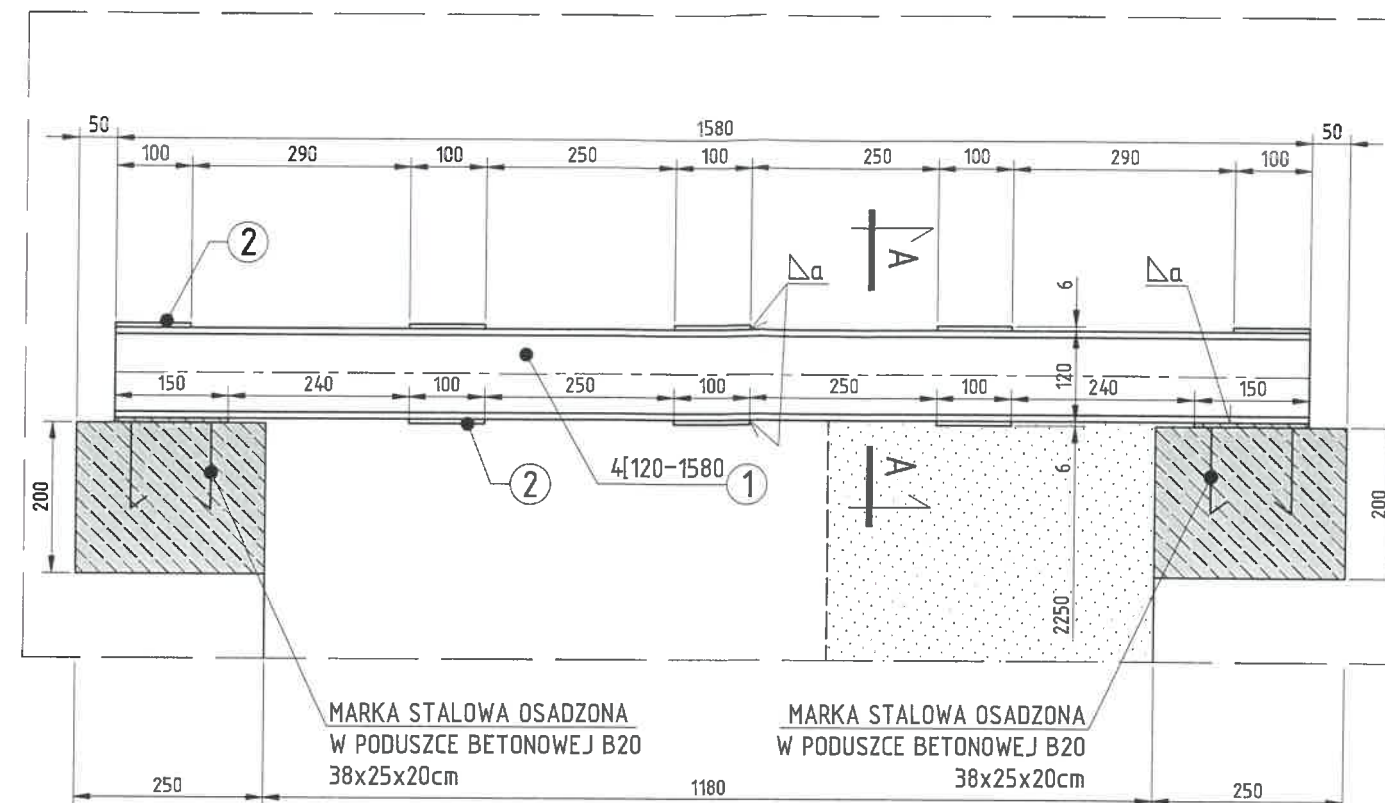 50 1580 50
100 290 100 250 100 250 100 290 100
2
A
a
a
6
150 240 100 250 100 250 100 240 150
120
4[120-1580 1
2
A
6
200
200
2250
MARKA STALOWA OSADZONA
W PODUSZCE BETONOWEJ B20
38x25x20cm
MARKA STALOWA OSADZONA
W PODUSZCE BETONOWEJ B20
38x25x20cm
250 1180 250